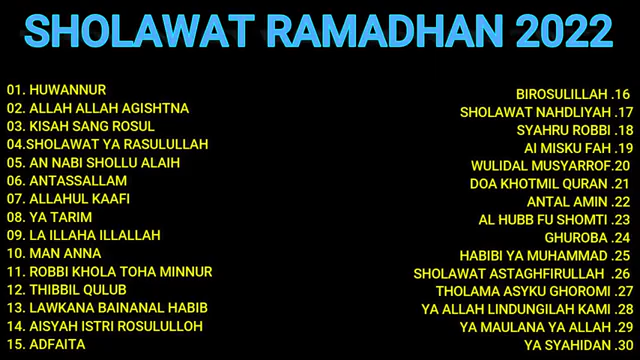 SHOLAWAT RAMADHAN 2022
01. HUWANNUR
02. ALLAH ALLAH AGISHTNA
03. KISAH SANG ROSUL
04.SHOLAWAT YA RASULULLAH
05. AN NABI SHOLLU ALAIH
06. ANTASSALLAM
07. ALLAHUL KAAFI
08. YA TARIM
09. LA ILLAHA ILLALLAH
10. MAN ANNA
11. ROBBI KHOLA TOHA MINNUR
12. THIBBIL QULUB
13. LAWKANA BAINANAL HABIB
14. AISYAH ISTRI ROSULULLOH
15. ADFAITA
BIROSULILLAH .16
SHOLAWAT NAHDLIYAH .17
SYAHRU ROBBI .18
AI MISKU FAH .19
WULIDAL MUSYARROF.20
DOA KHOTMIL QURAN .21
ANTAL AMIN .22
AL HUBB FU SHOMTI .23
GHUROBA .24
HABIBI YA MUHAMMAD .25
SHOLAWAT ASTAGHFIRULLAH .26
THOLAMA ASYKU GHOROMI .27
YA ALLAH LINDUNGILAH KAMI .28
YA MAULANA YA ALLAH .29
YA SYAHIDAN .30